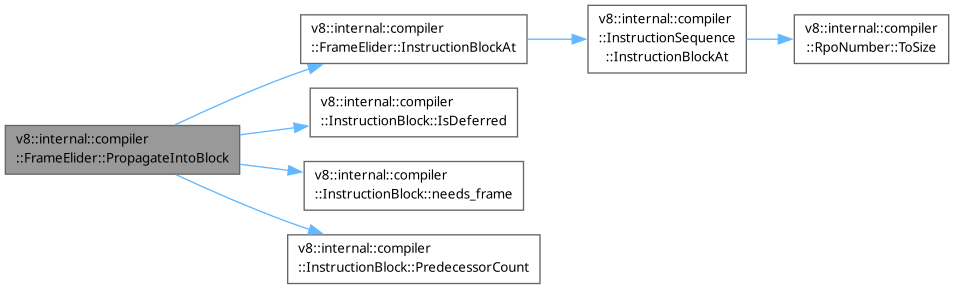 v8::internal::compiler
::FrameElider::PropagateIntoBlock
v8::internal::compiler
::FrameElider::InstructionBlockAt
v8::internal::compiler
::InstructionSequence
::InstructionBlockAt
v8::internal::compiler
::RpoNumber::ToSize
v8::internal::compiler
::InstructionBlock::IsDeferred
v8::internal::compiler
::InstructionBlock::needs_frame
v8::internal::compiler
::InstructionBlock::PredecessorCount